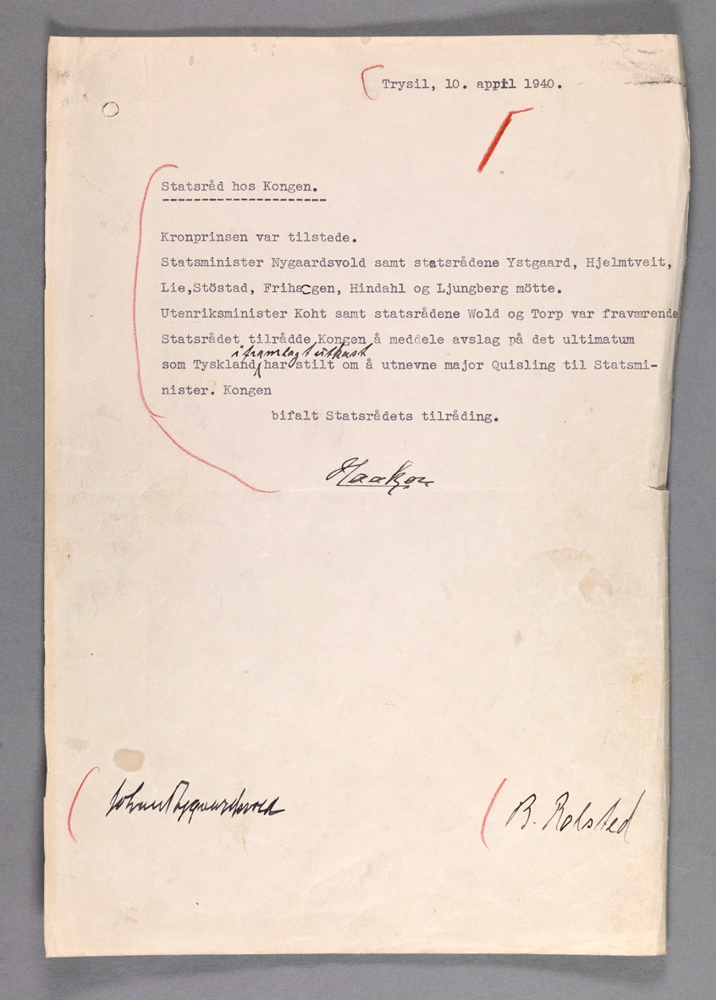 Trysil, 10. april 1940.
Statsråd hos Kongen.
Kronprinsen var tilstede.
Statsminister Nygaardsvold samt statsrådene Ystgaard, Hjelmtveit,
Lie,Stöstad, Frihagen, Hindahl og Ljungberg mötte.
Utenriksminister Koht samt statsrådene Wold og Torp var fraværende
Statsrådet tilrådde Kongen å meddele avslag på det ultimatum
i framlagt utkast
som Tyskland har stilt om å utnevne major Quisling til Statsmi-
nister. Kongen
bifalt Statsrådets tilråding.
Haakon
Johan Nygaardsvold
B. Rolsted